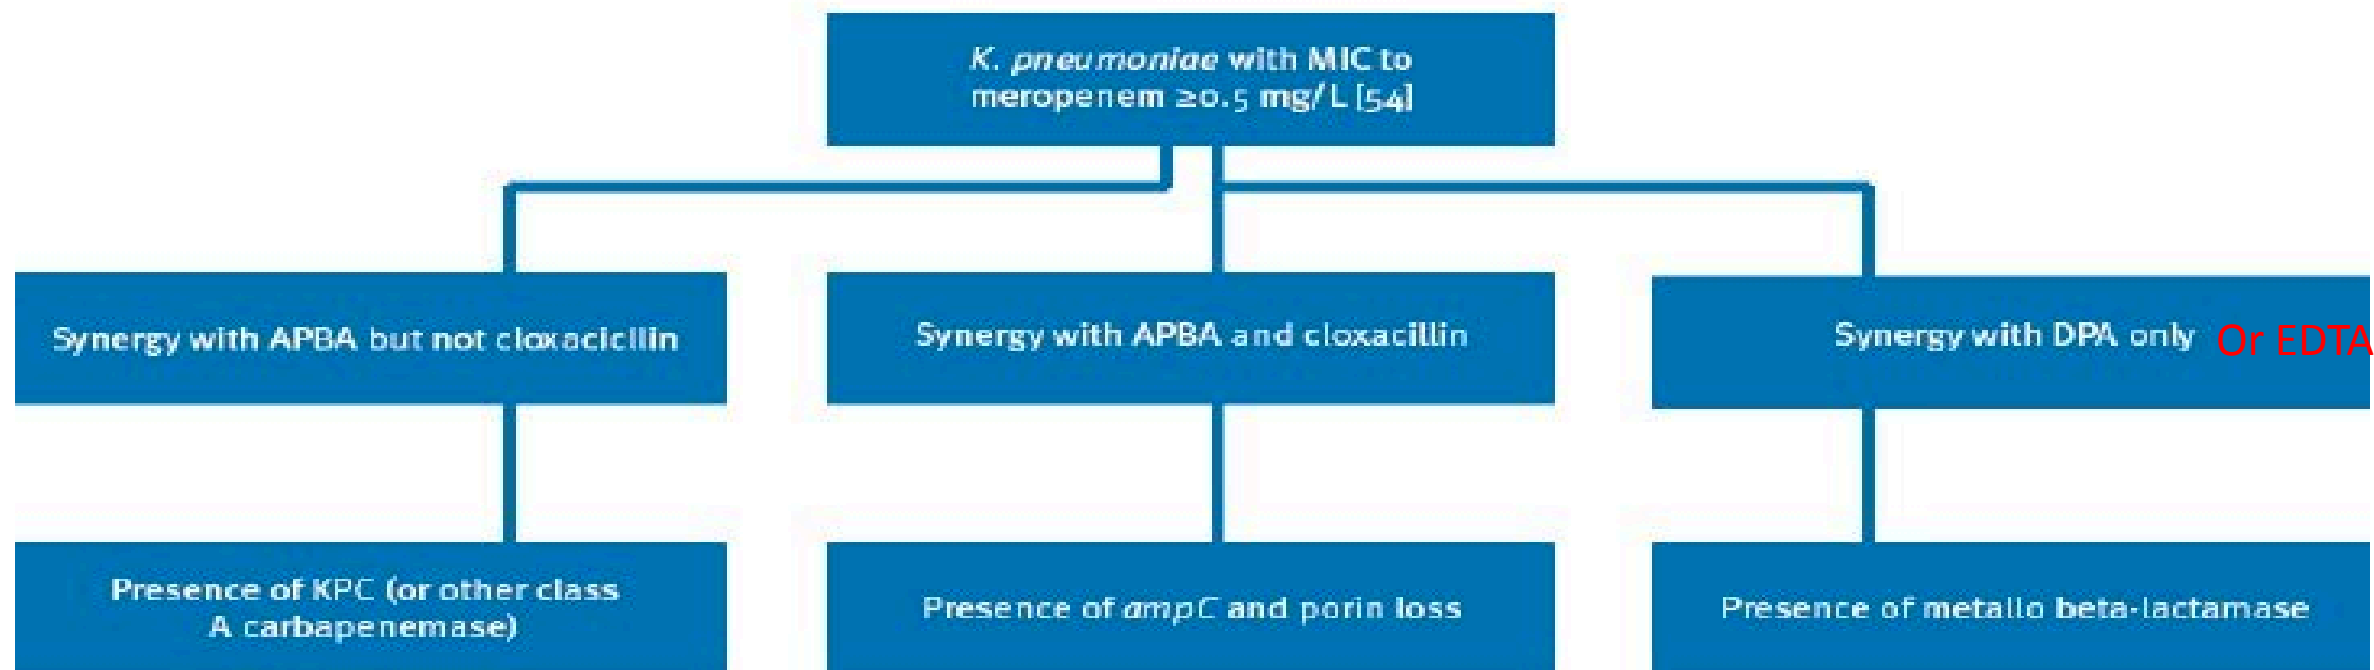 K. pneumoniae with MIC to
meropenem ≥0.5 mg/L [54]
Synergy with APBA but not cloxacicllin
Synergy with APBA and cloxacillin
Synergy with DPA only Or EDTA
Presence of KPC (or other class
A carbapenemase)
Presence of ampC and porin loss
Presence of metallo beta-lactamase